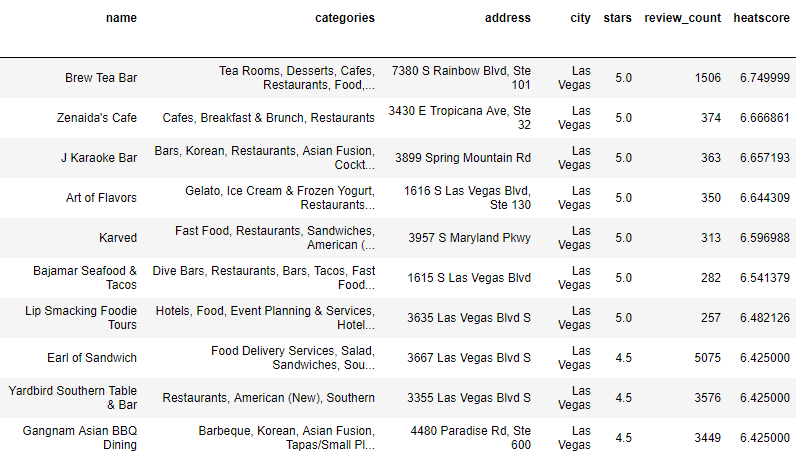 name categories address city stars review_count heatscore
Brew Tea Bar Tea Rooms, Desserts, Cafes, Restaurants, Food,... 7380 S Rainbow Blvd, Ste 101 Las Vegas 5.0 1506 6.749999
Zenaida's Cafe Cafes, Breakfast & Brunch, Restaurants 3430 E Tropicana Ave, Ste 32 Las Vegas 5.0 374 6.666861
J Karaoke Bar Bars, Korean, Restaurants, Asian Fusion, Cockt... 3899 Spring Mountain Rd Las Vegas 5.0 363 6.657193
Art of Flavors Gelato, Ice Cream & Frozen Yogurt, Restaurants... 1616 S Las Vegas Blvd, Ste 130 Las Vegas 5.0 350 6.644309
Karved Fast Food, Restaurants, Sandwiches, American (... 3957 S Maryland Pkwy Las Vegas 5.0 313 6.596988
Bajamar Seafood & Tacos Dive Bars, Restaurants, Bars, Tacos, Fast Food... 1615 S Las Vegas Blvd Las Vegas 5.0 282 6.541379
Lip Smacking Foodie Tours Hotels, Food, Event Planning & Services, Hotel... 3635 Las Vegas Blvd S Las Vegas 5.0 257 6.482126
Earl of Sandwich Food Delivery Services, Salad, Sandwiches, Sou... 3667 Las Vegas Blvd S Las Vegas 4.5 5075 6.425000
Yardbird Southern Table & Bar Restaurants, American (New), Southern 3355 Las Vegas Blvd S Las Vegas 4.5 3576 6.425000
Gangnam Asian BBQ Dining Barbeque, Korean, Asian Fusion, Tapas/Small Pl... 4480 Paradise Rd, Ste 600 Las Vegas 4.5 3449 6.425000